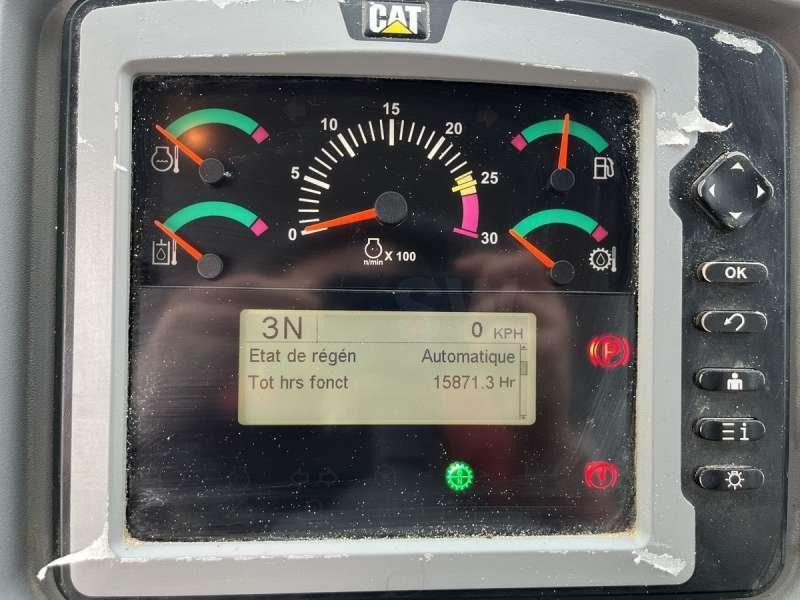 CAT
0 5 10 15 20 25 30
n/min X 100
3N 0 KPH
Etat de régén Automatique
Tot hrs fonct 15871.3 Hr
P
OK
i